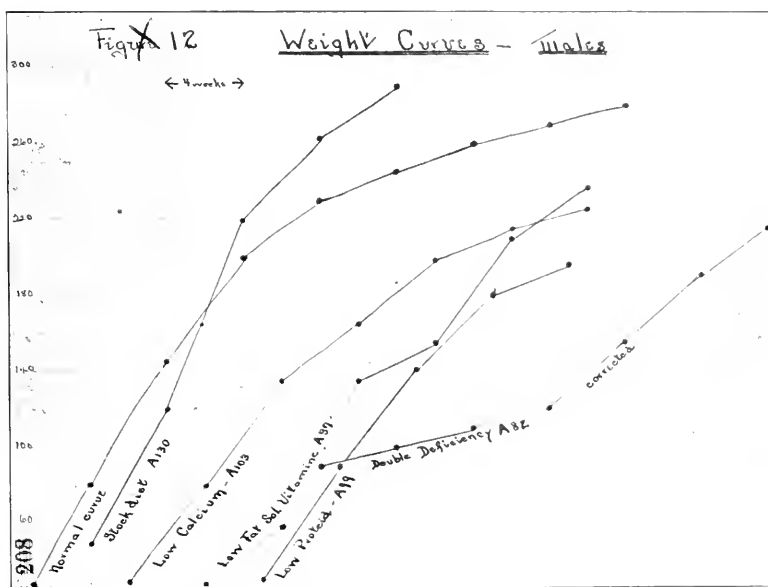 Figure 12 Weight Curves - Males
← 4 weeks →
300
260
220
180
140
100
60
208
Normal curve
Stock diet A130
Low Calcium - A103
Low Fat Sol Vitamine. A37.
Low Protein - A99
Double Deficiency A82
corrected